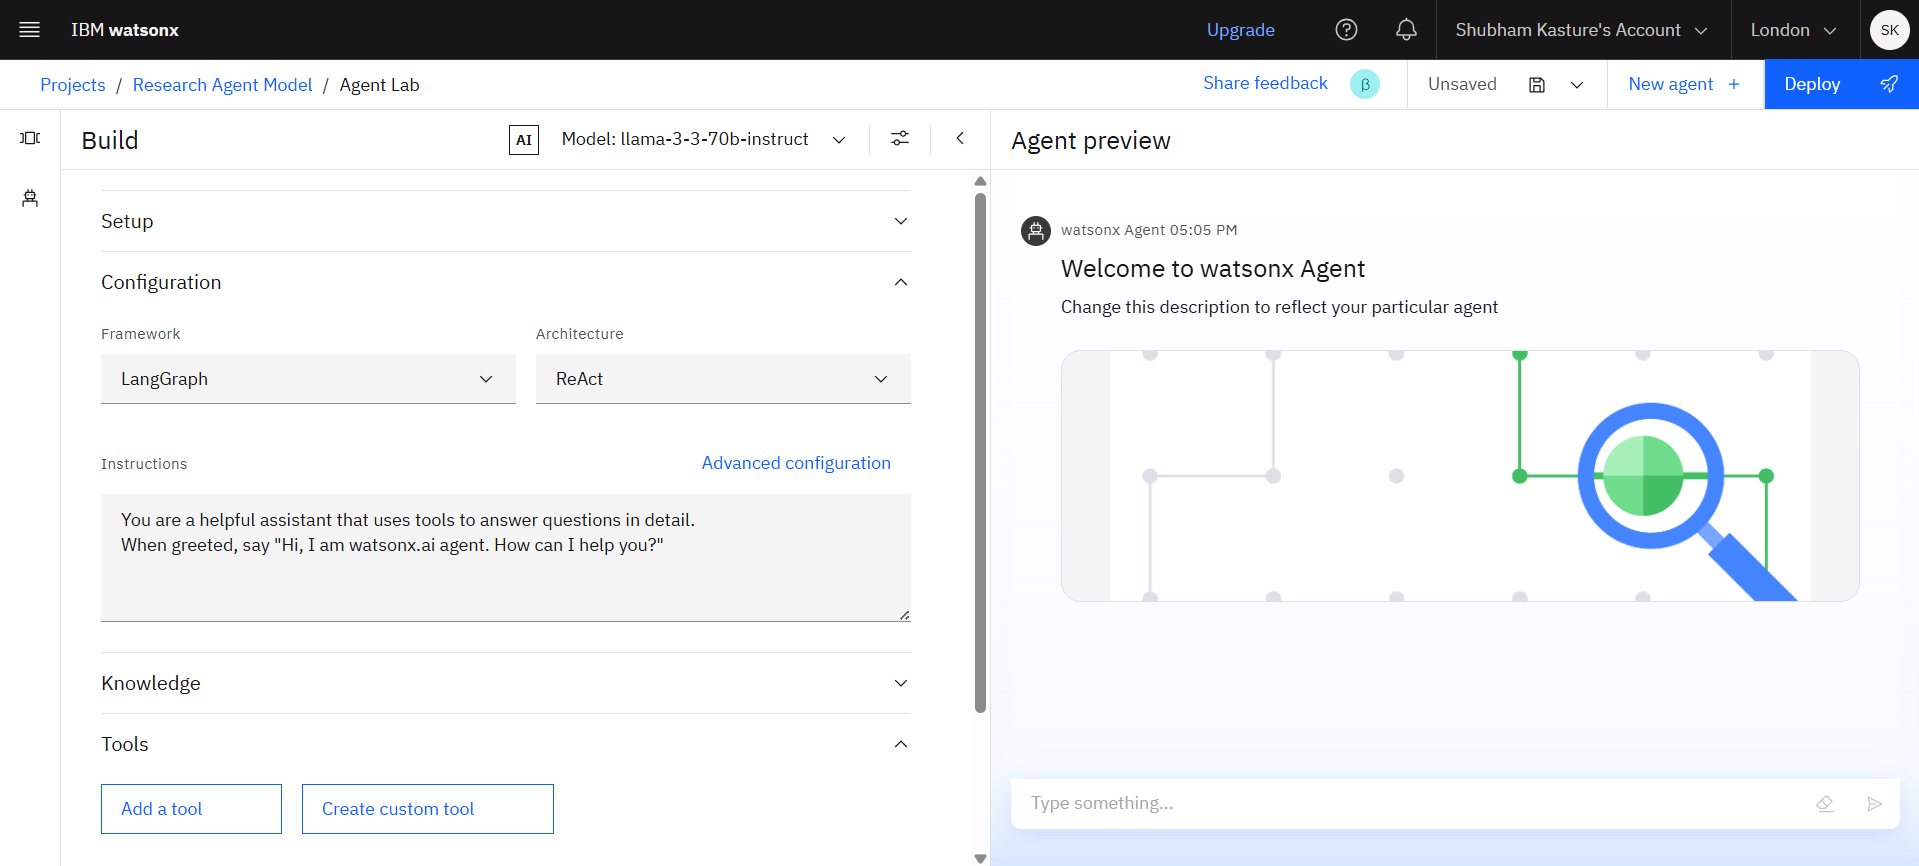 IBM watsonx
Upgrade
Shubham Kasture's Account
London
SK
Projects / Research Agent Model / Agent Lab
Share feedback
β
Unsaved
New agent +
Deploy
Build
AI
Model: llama-3-3-70b-instruct
Setup
Configuration
Framework
Architecture
LangGraph
ReAct
Instructions
Advanced configuration
You are a helpful assistant that uses tools to answer questions in detail.
When greeted, say "Hi, I am watsonx.ai agent. How can I help you?"
Knowledge
Tools
Add a tool
Create custom tool
Agent preview
watsonx Agent 05:05 PM
Welcome to watsonx Agent
Change this description to reflect your particular agent
Type something...